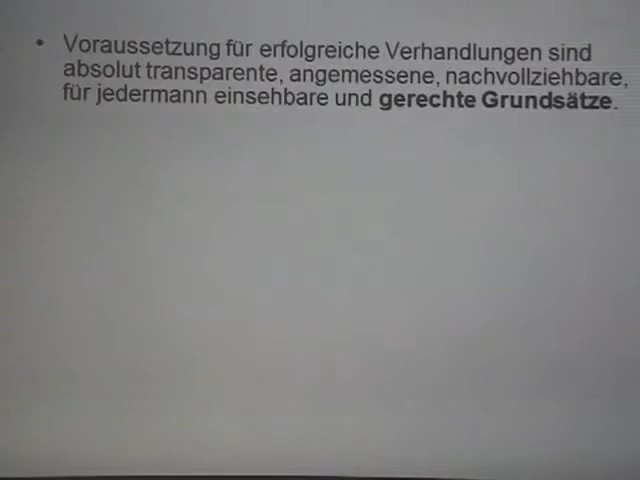 • Voraussetzung für erfolgreiche Verhandlungen sind
absolut transparente, angemessene, nachvollziehbare,
für jedermann einsehbare und gerechte Grundsätze.